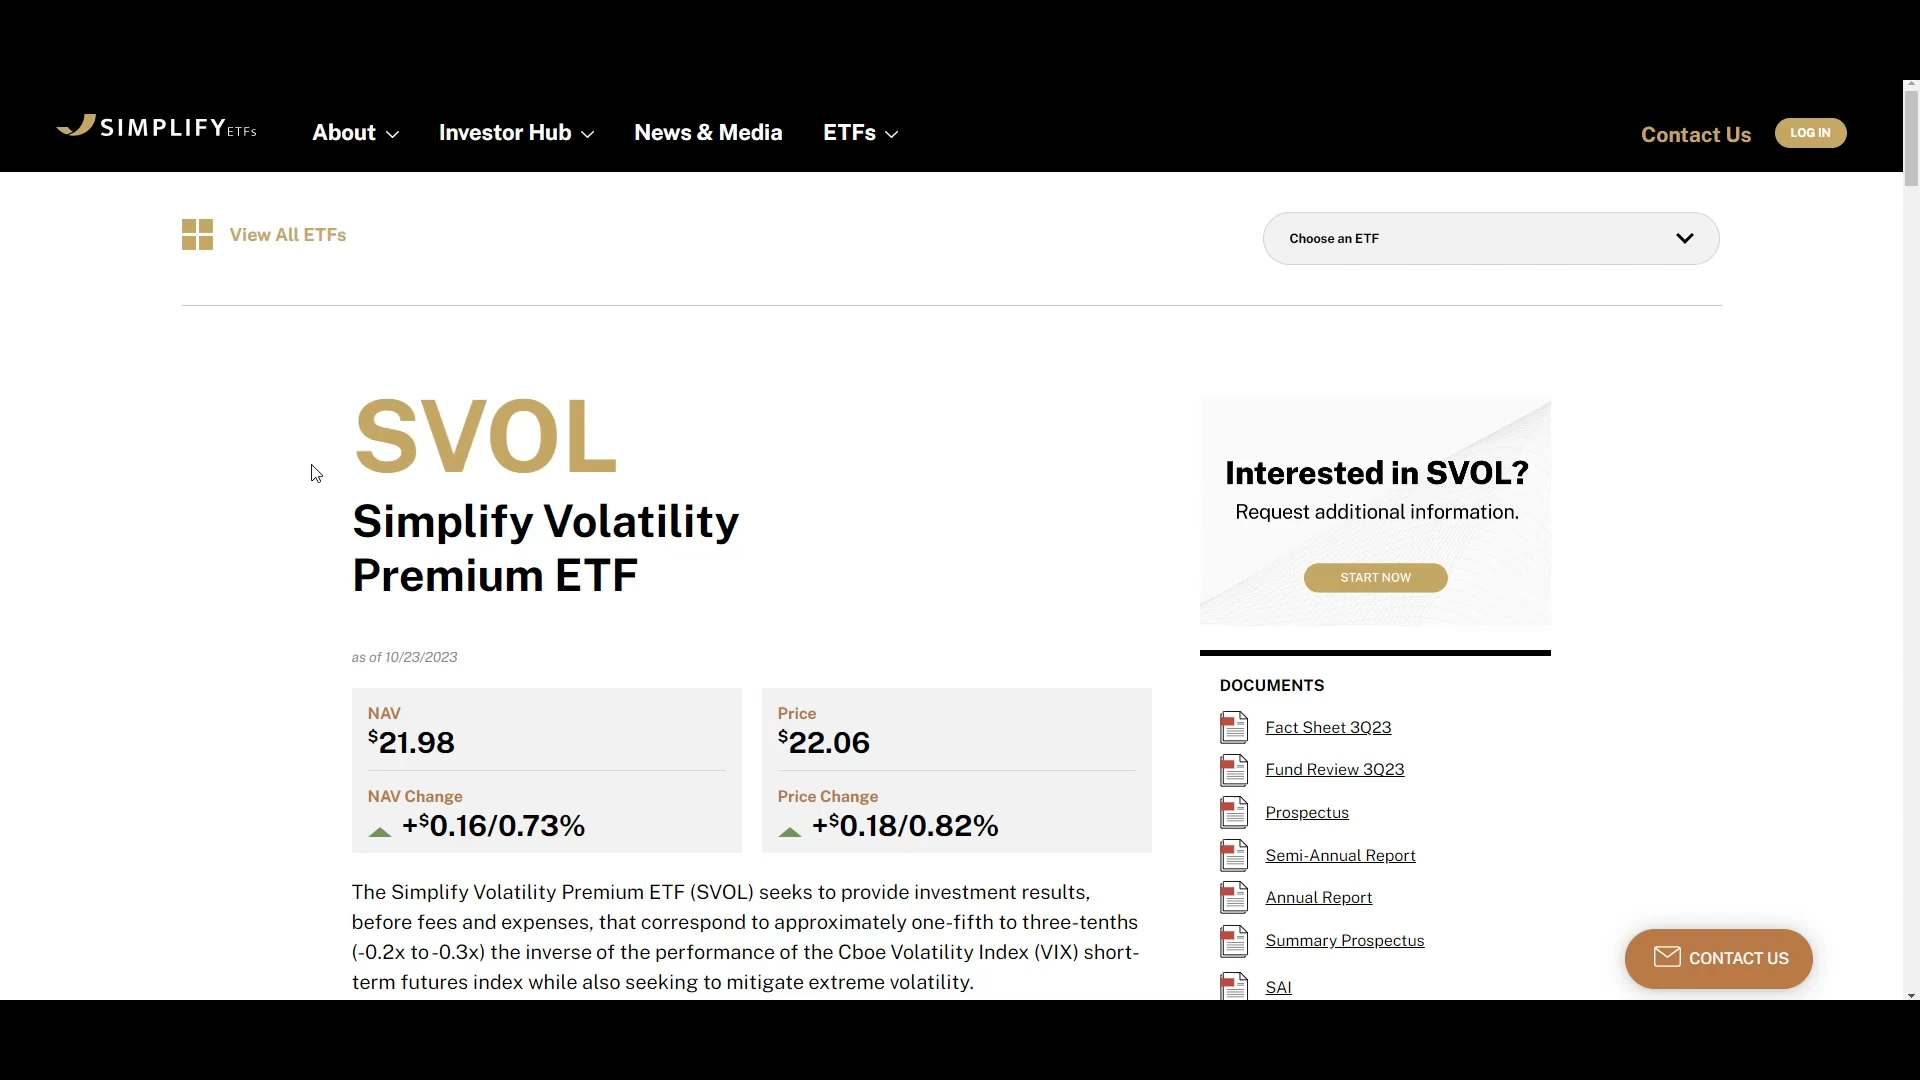 SIMPLIFY ETFs
About
Investor Hub
News & Media
ETFs
Contact Us
LOG IN
View All ETFs
Choose an ETF
SVOL
Simplify Volatility
Premium ETF
as of 10/23/2023
NAV
$21.98
NAV Change
+$0.16/0.73%
Price
$22.06
Price Change
+$0.18/0.82%
The Simplify Volatility Premium ETF (SVOL) seeks to provide investment results,
before fees and expenses, that correspond to approximately one-fifth to three-tenths
(-0.2x to -0.3x) the inverse of the performance of the Cboe Volatility Index (VIX) short-
term futures index while also seeking to mitigate extreme volatility.
Interested in SVOL?
Request additional information.
START NOW
DOCUMENTS
Fact Sheet 3Q23
Fund Review 3Q23
Prospectus
Semi-Annual Report
Annual Report
Summary Prospectus
SAI
CONTACT US